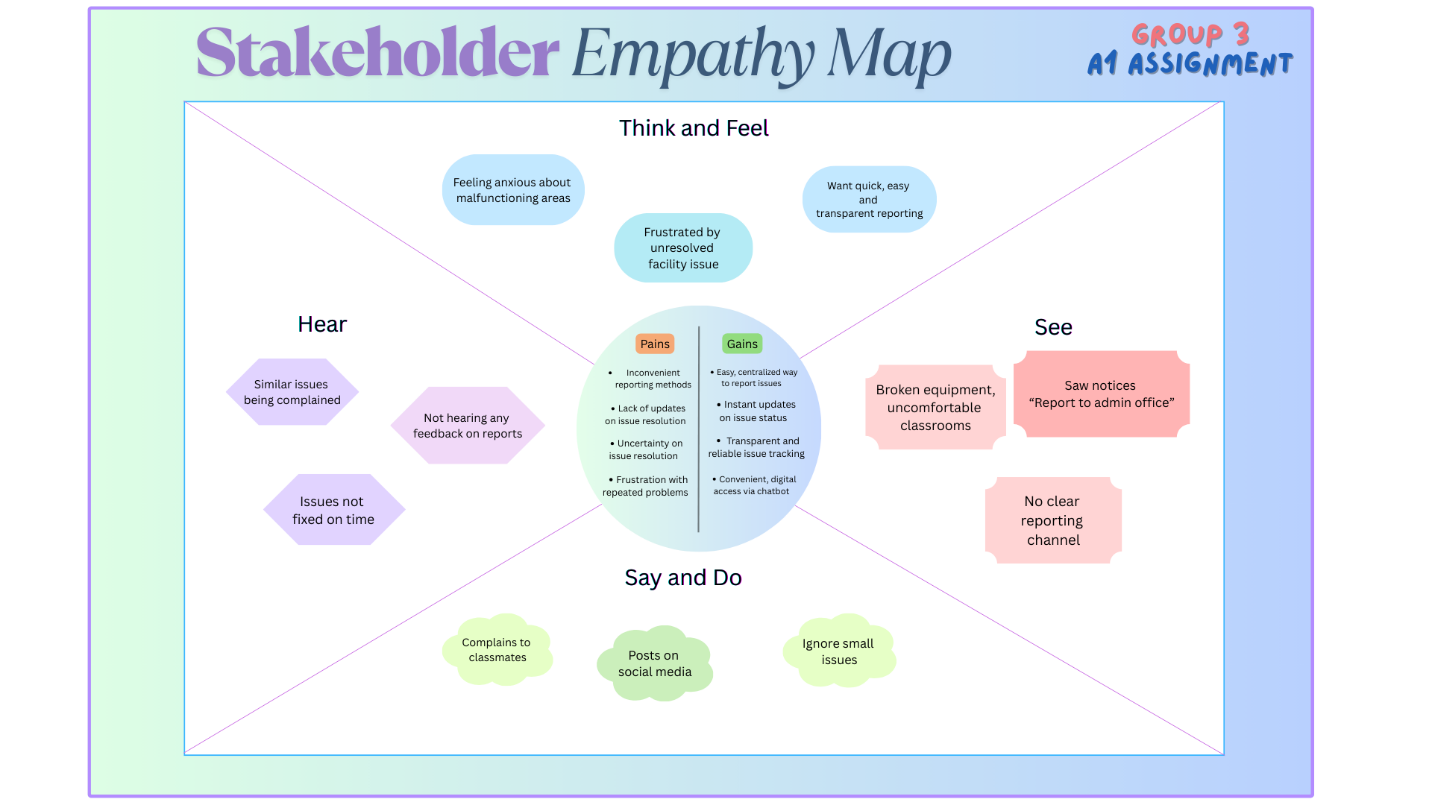 Stakeholder Empathy Map
GROUP 3
A1 ASSIGNMENT
Think and Feel
Feeling anxious about
malfunctioning areas
Frustrated by
unresolved
facility issue
Want quick, easy
and
transparent reporting
Hear
Similar issues
being complained
Not hearing any
feedback on reports
Issues not
fixed on time
Pains
• Inconvenient
reporting methods
• Lack of updates
on issue resolution
• Uncertainty on
issue resolution
• Frustration with
repeated problems
Gains
• Easy, centralized way
to report issues
• Instant updates
on issue status
• Transparent and
reliable issue tracking
• Convenient, digital
access via chatbot
See
Broken equipment,
uncomfortable
classrooms
Saw notices
“Report to admin office”
No clear
reporting
channel
Say and Do
Complains to
classmates
Posts on
social media
Ignore small
issues